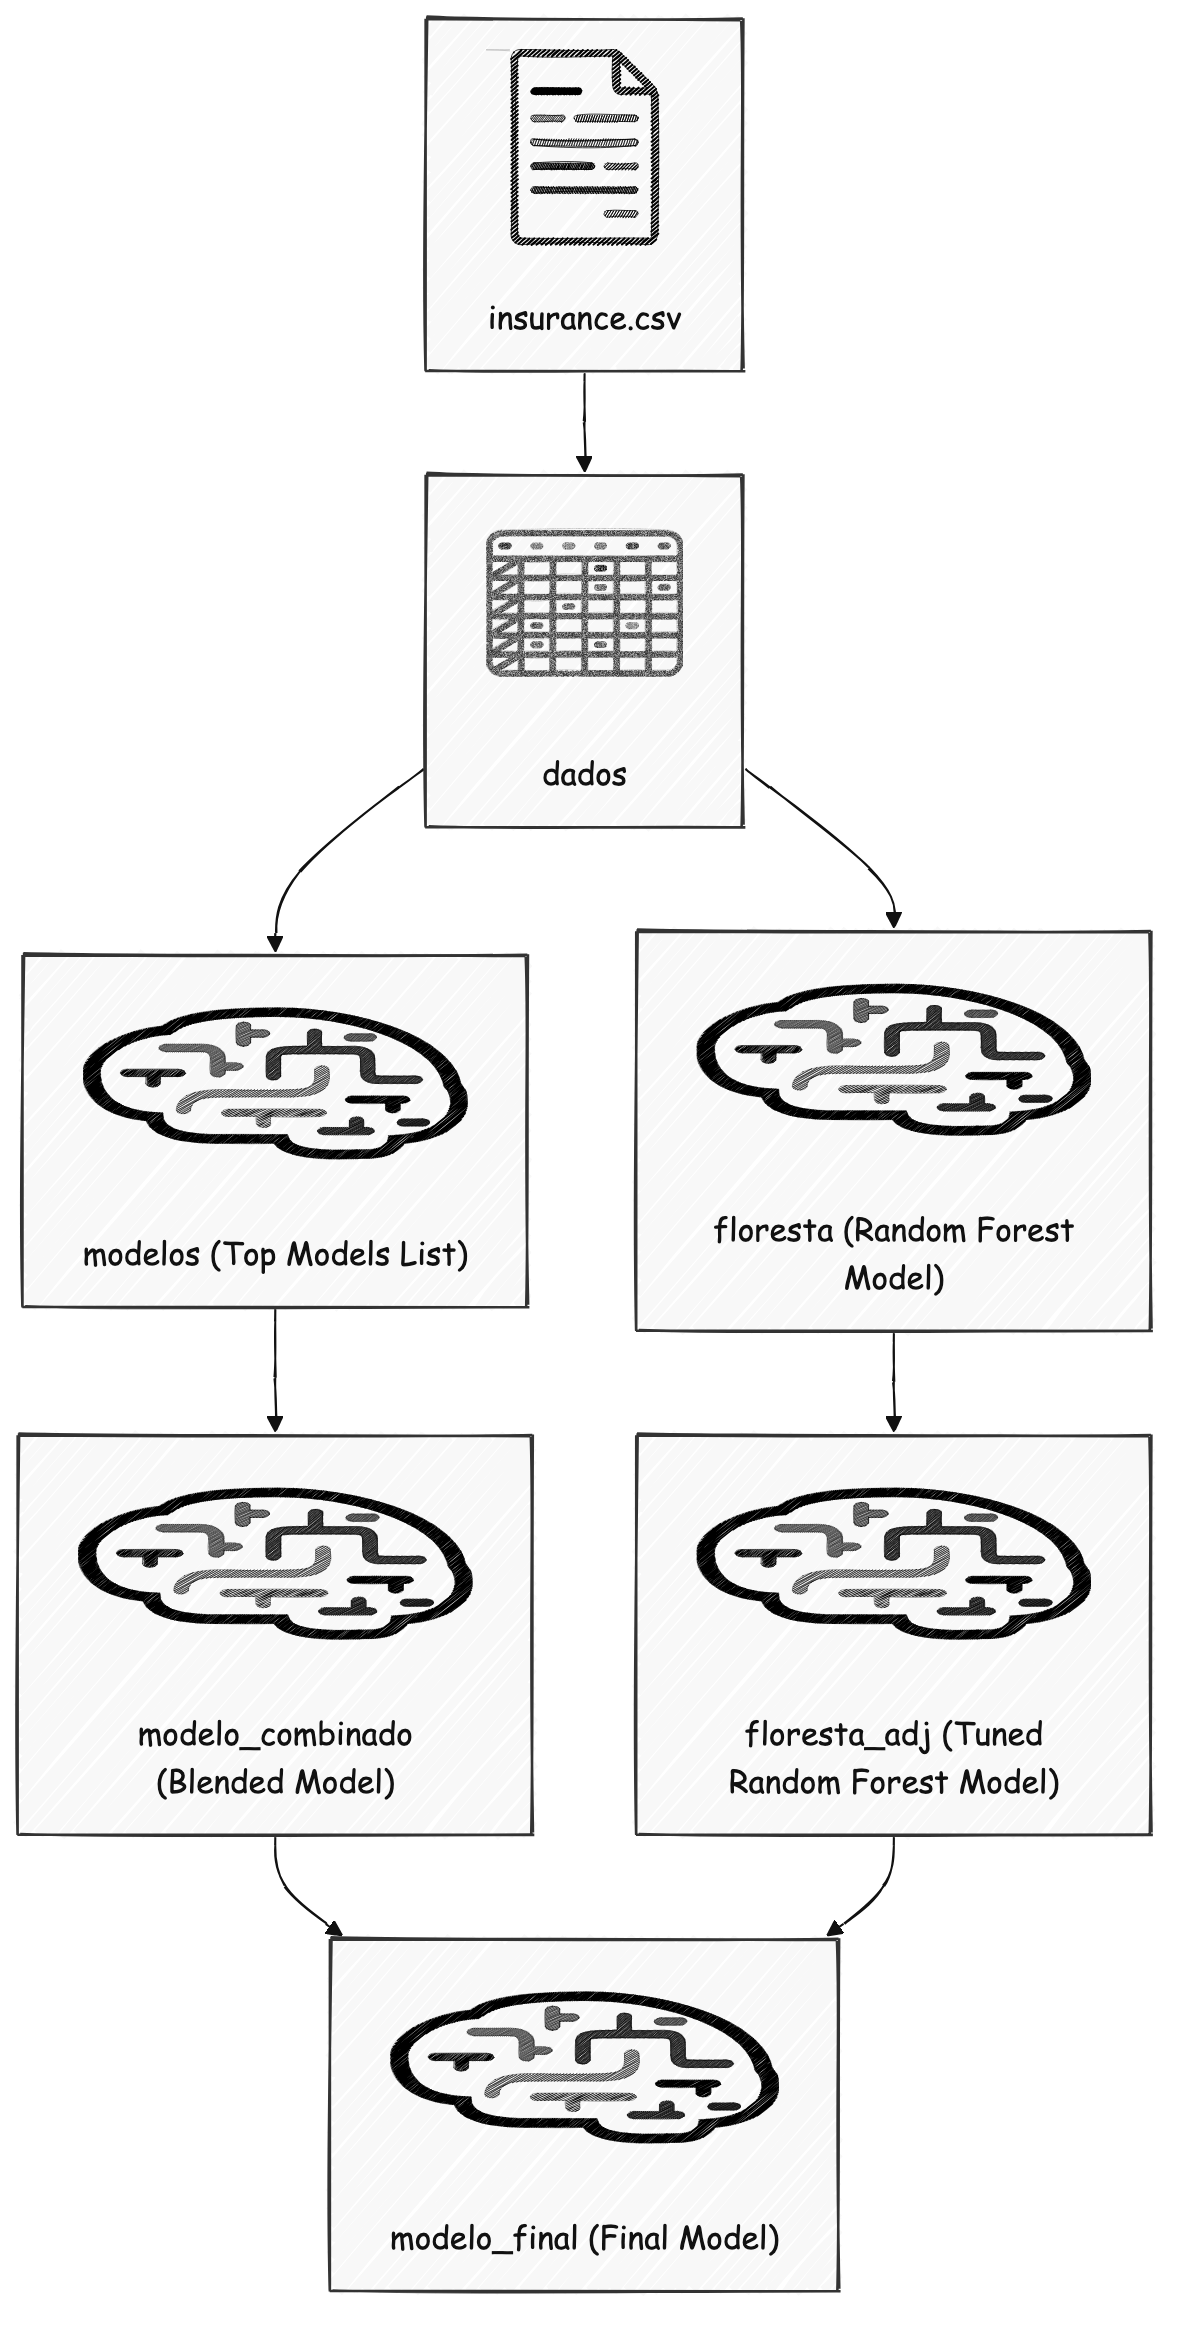 insurance.csv
dados
modelos (Top Models List)
floresta (Random Forest
Model)
modelo_combinado
(Blended Model)
floresta_adj (Tuned
Random Forest Model)
modelo_final (Final Model)